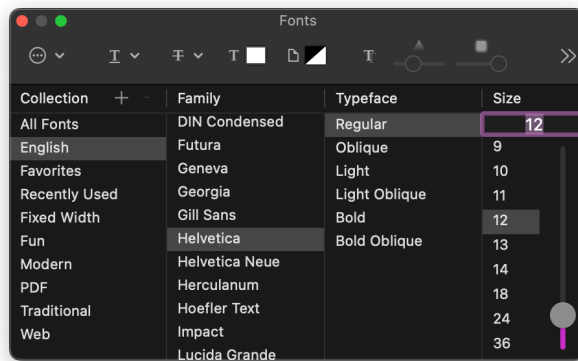 Fonts
T T T T
Collection Family Typeface Size
All Fonts
English
Favorites
Recently Used
Fixed Width
Fun
Modern
PDF
Traditional
Web
DIN Condensed
Futura
Geneva
Georgia
Gill Sans
Helvetica
Helvetica Neue
Herculanum
Hoefler Text
Impact
Lucida Grande
Regular
Oblique
Light
Light Oblique
Bold
Bold Oblique
12
9
10
11
12
13
14
18
24
36